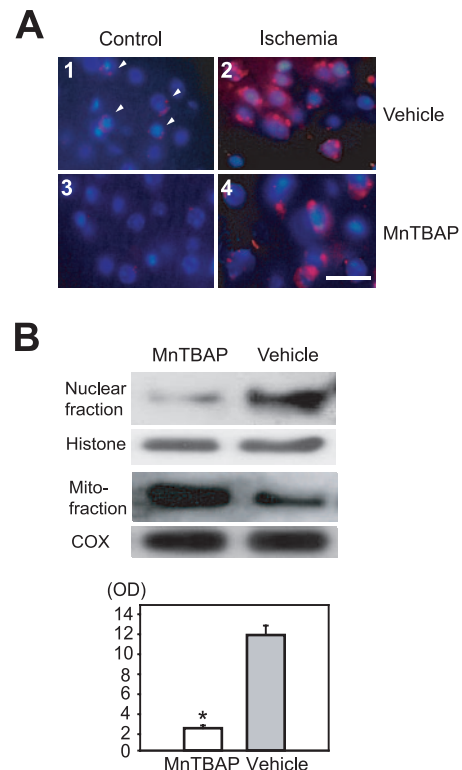 A
Control Ischemia
1 2
Vehicle
3 4
MnTBAP
B
MnTBAP Vehicle
Nuclear
fraction
Histone
Mito-
fraction
COX
(OD)
14
12
10
8
6
4
2
0
*
MnTBAP Vehicle